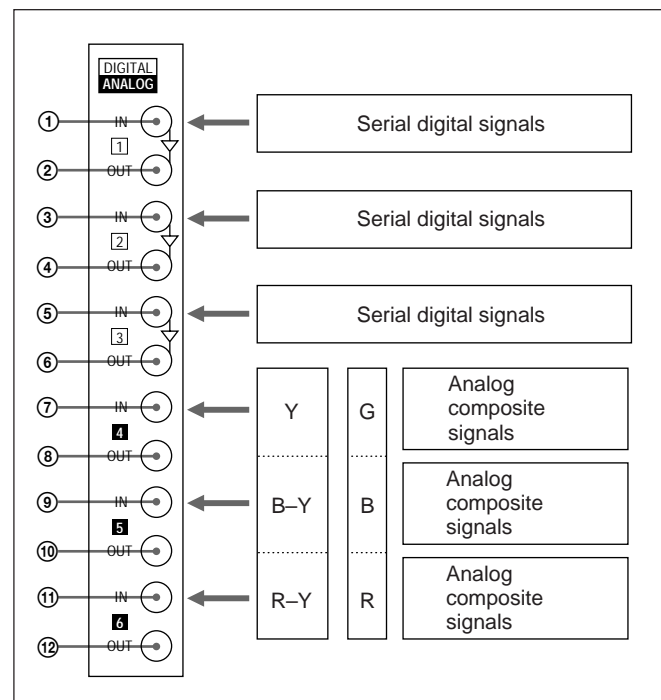 DIGITAL
ANALOG
① IN Serial digital signals
1
② OUT
③ IN Serial digital signals
2
④ OUT
⑤ IN Serial digital signals
3
⑥ OUT
⑦ IN Y G Analog
composite
signals
4
⑧ OUT
⑨ IN B–Y B Analog
composite
signals
5
⑩ OUT
⑪ IN R–Y R Analog
composite
signals
6
⑫ OUT